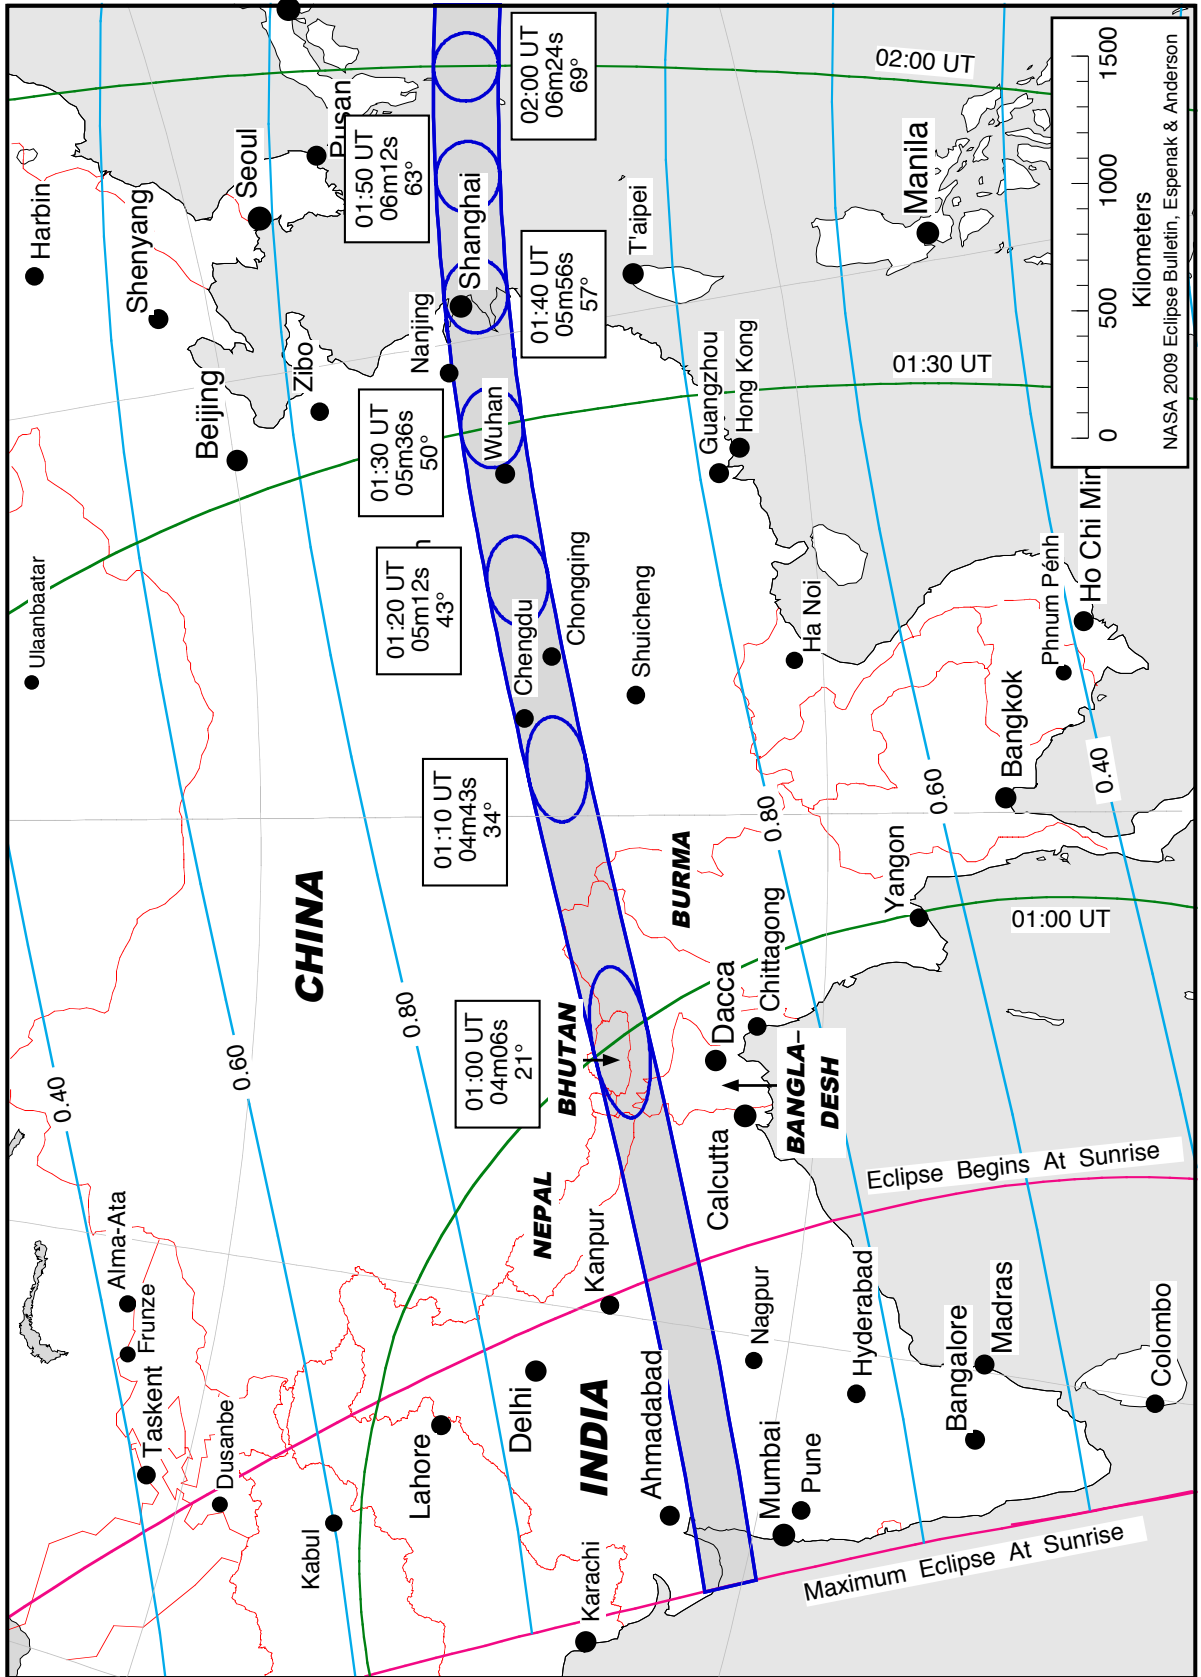 Ulaanbaatar
Harbin
Shenyang
Beijing
Zibo
Seoul
Pusan
Alma-Ata
Frunze
Taskent
Dusanbe
Kabul
Lahore
Delhi
Karachi
Ahmadabad
Kanpur
Mumbai
Pune
Nagpur
Hyderabad
Bangalore
Madras
Colombo
Calcutta
Dacca
Chittagong
Yangon
Bangkok
Phnum Pénh
Ho Chi Min
Ha Noi
Shuicheng
Chengdu
Chongqing
Wuhan
Nanjing
Shanghai
T'aipei
Guangzhou
Hong Kong
Manila
CHINA
INDIA
NEPAL
BHUTAN
BANGLA–
DESH
BURMA
01:00 UT
04m06s
21°
01:10 UT
04m43s
34°
01:20 UT
05m12s
43°
01:30 UT
05m36s
50°
01:40 UT
05m56s
57°
01:50 UT
06m12s
63°
02:00 UT
06m24s
69°
0.40
0.60
0.80
0.80
0.60
0.40
01:00 UT
01:30 UT
02:00 UT
Eclipse Begins At Sunrise
Maximum Eclipse At Sunrise
0 500 1000 1500
Kilometers
NASA 2009 Eclipse Bulletin, Espenak & Anderson